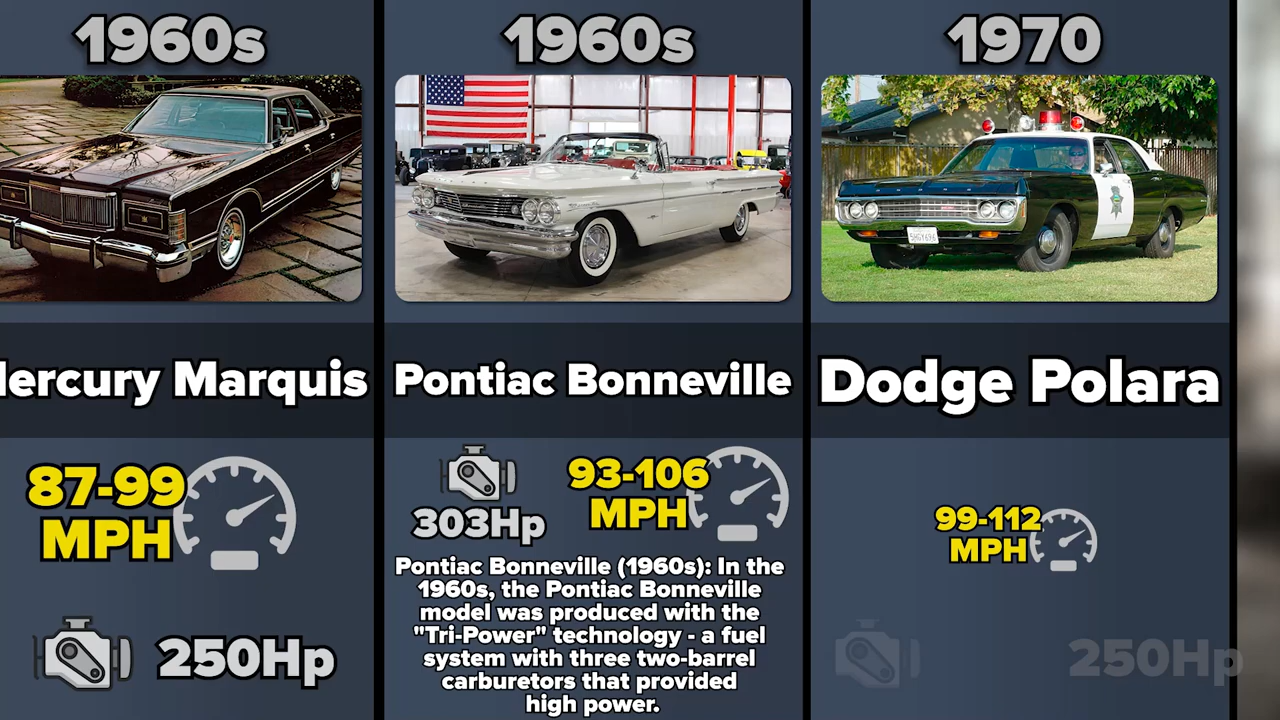 1960s
ercury Marquis
87-99
MPH
250Hp
1960s
Pontiac Bonneville
303Hp
93-106
MPH
Pontiac Bonneville (1960s): In the
1960s, the Pontiac Bonneville
model was produced with the
"Tri-Power" technology - a fuel
system with three two-barrel
carburetors that provided
high power.
1970
Dodge Polara
99-112
MPH
250Hp